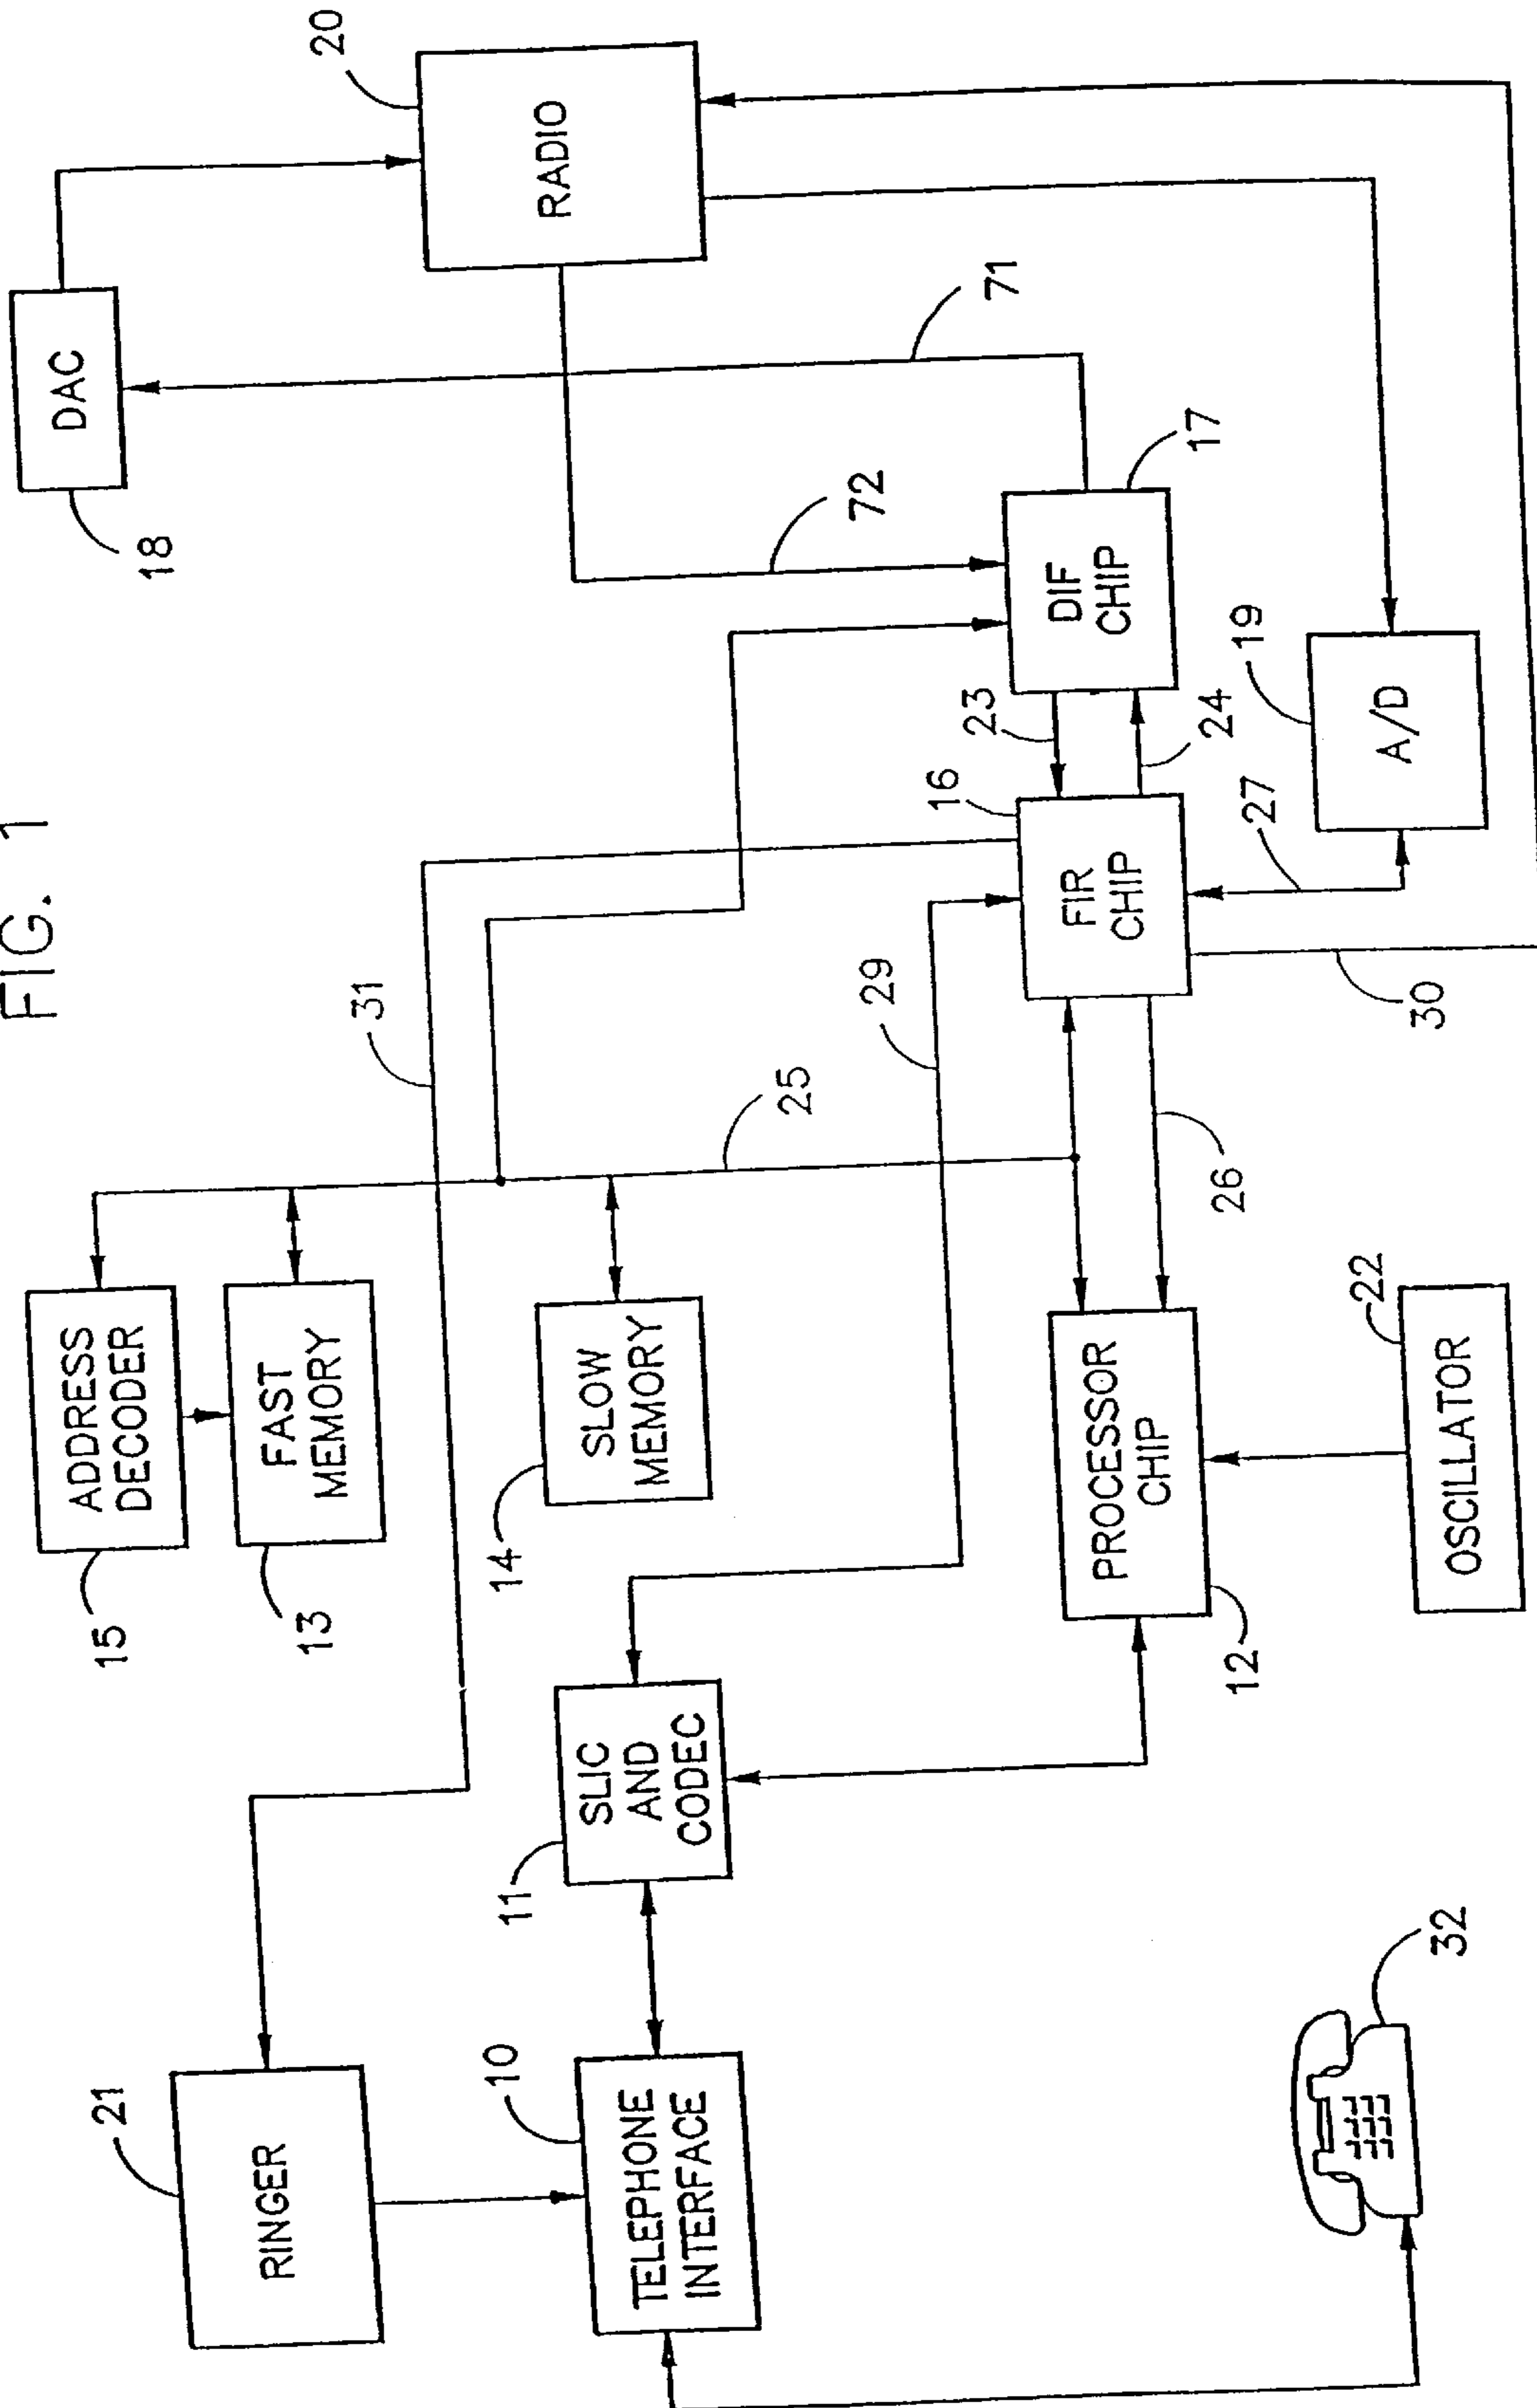 FIG. 1
21
RINGER
10
TELEPHONE
INTERFACE
32
11
SLIC
AND
CODEC
15
ADDRESS
DECODER
13
FAST
MEMORY
14
SLOW
MEMORY
12
PROCESSOR
CHIP
22
OSCILLATOR
31
25
29
26
16
FIR
CHIP
30
27
23
24
DIF
CHIP
17
19
A/D
72
71
18
DAC
20
RADIO